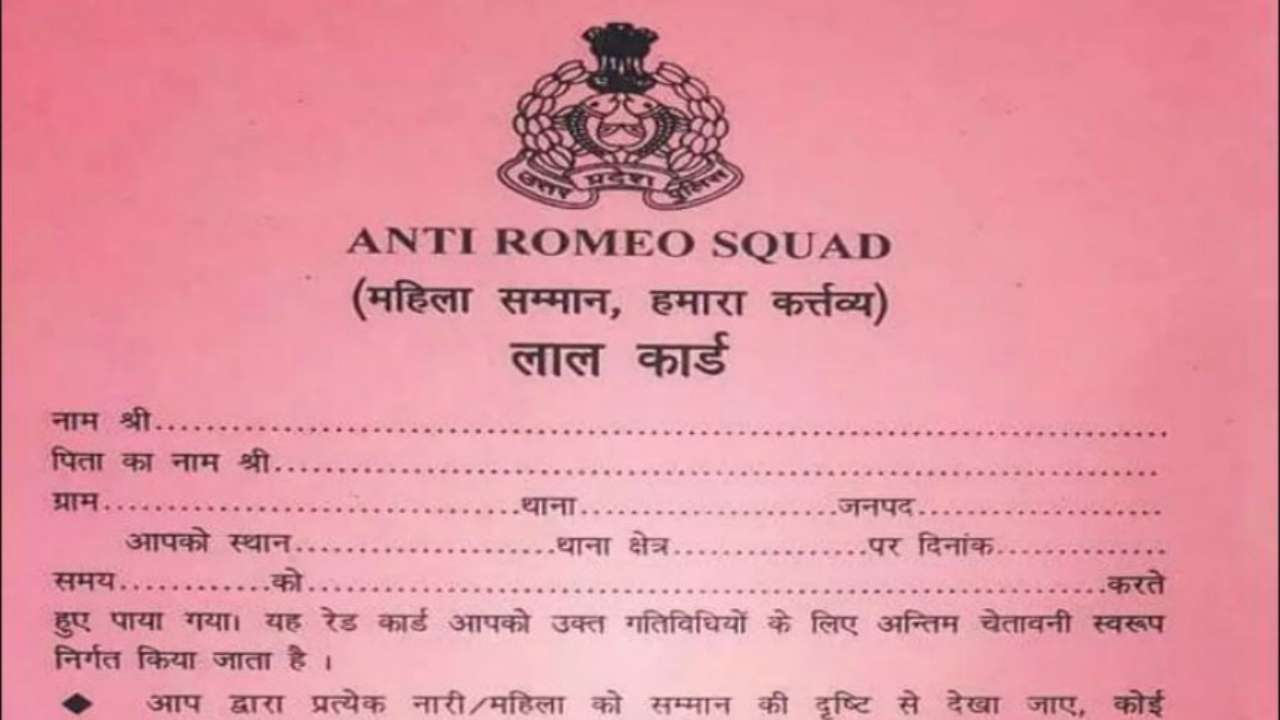 उत्तर प्रदेश पुलिस
ANTI ROMEO SQUAD
(महिला सम्मान, हमारा कर्त्तव्य)
लाल कार्ड
नाम श्री................................................................................
पिता का नाम श्री......................................................................
ग्राम.................................थाना....................जनपद...................
आपको स्थान....................थाना क्षेत्र...............पर दिनांक.............
समय............को..............................................................करते
हुए पाया गया। यह रेड कार्ड आपको उक्त गतिविधियों के लिए अन्तिम चेतावनी स्वरूप
निर्गत किया जाता है ।
◆ आप द्वारा प्रत्येक नारी/महिला को सम्मान की दृष्टि से देखा जाए, कोई